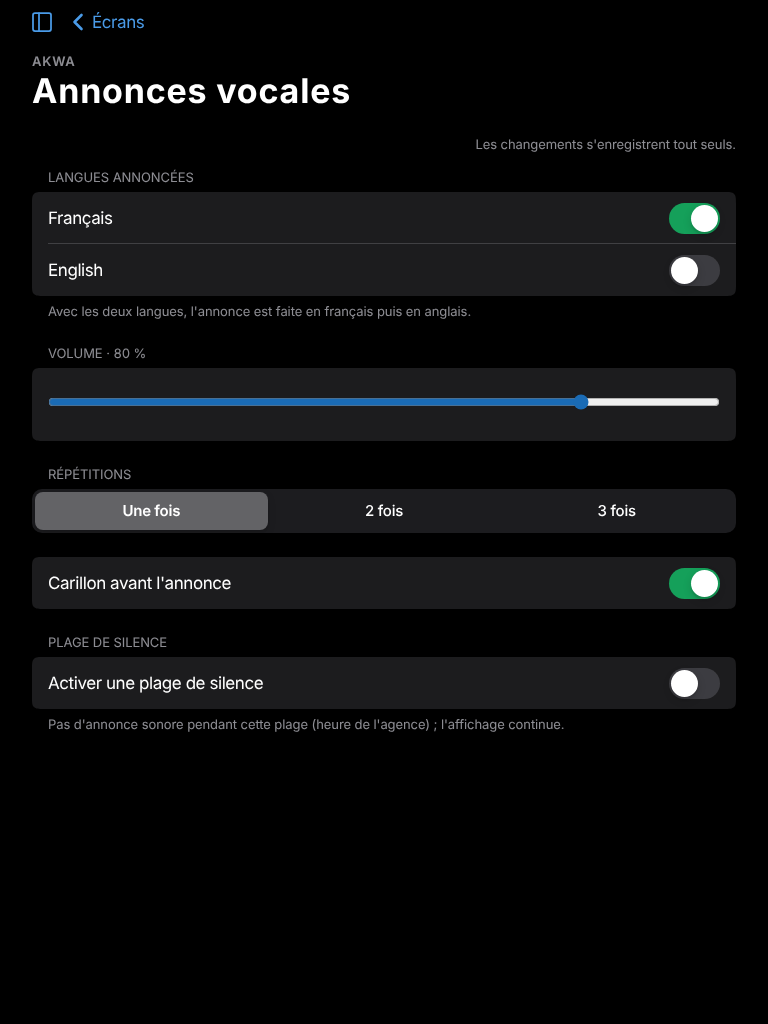 Écrans
AKWA
Annonces vocales
Les changements s'enregistrent tout seuls.
LANGUES ANNONCÉES
Français
English
Avec les deux langues, l'annonce est faite en français puis en anglais.
VOLUME · 80 %
RÉPÉTITIONS
Une fois
2 fois
3 fois
Carillon avant l'annonce
PLAGE DE SILENCE
Activer une plage de silence
Pas d'annonce sonore pendant cette plage (heure de l'agence) ; l'affichage continue.